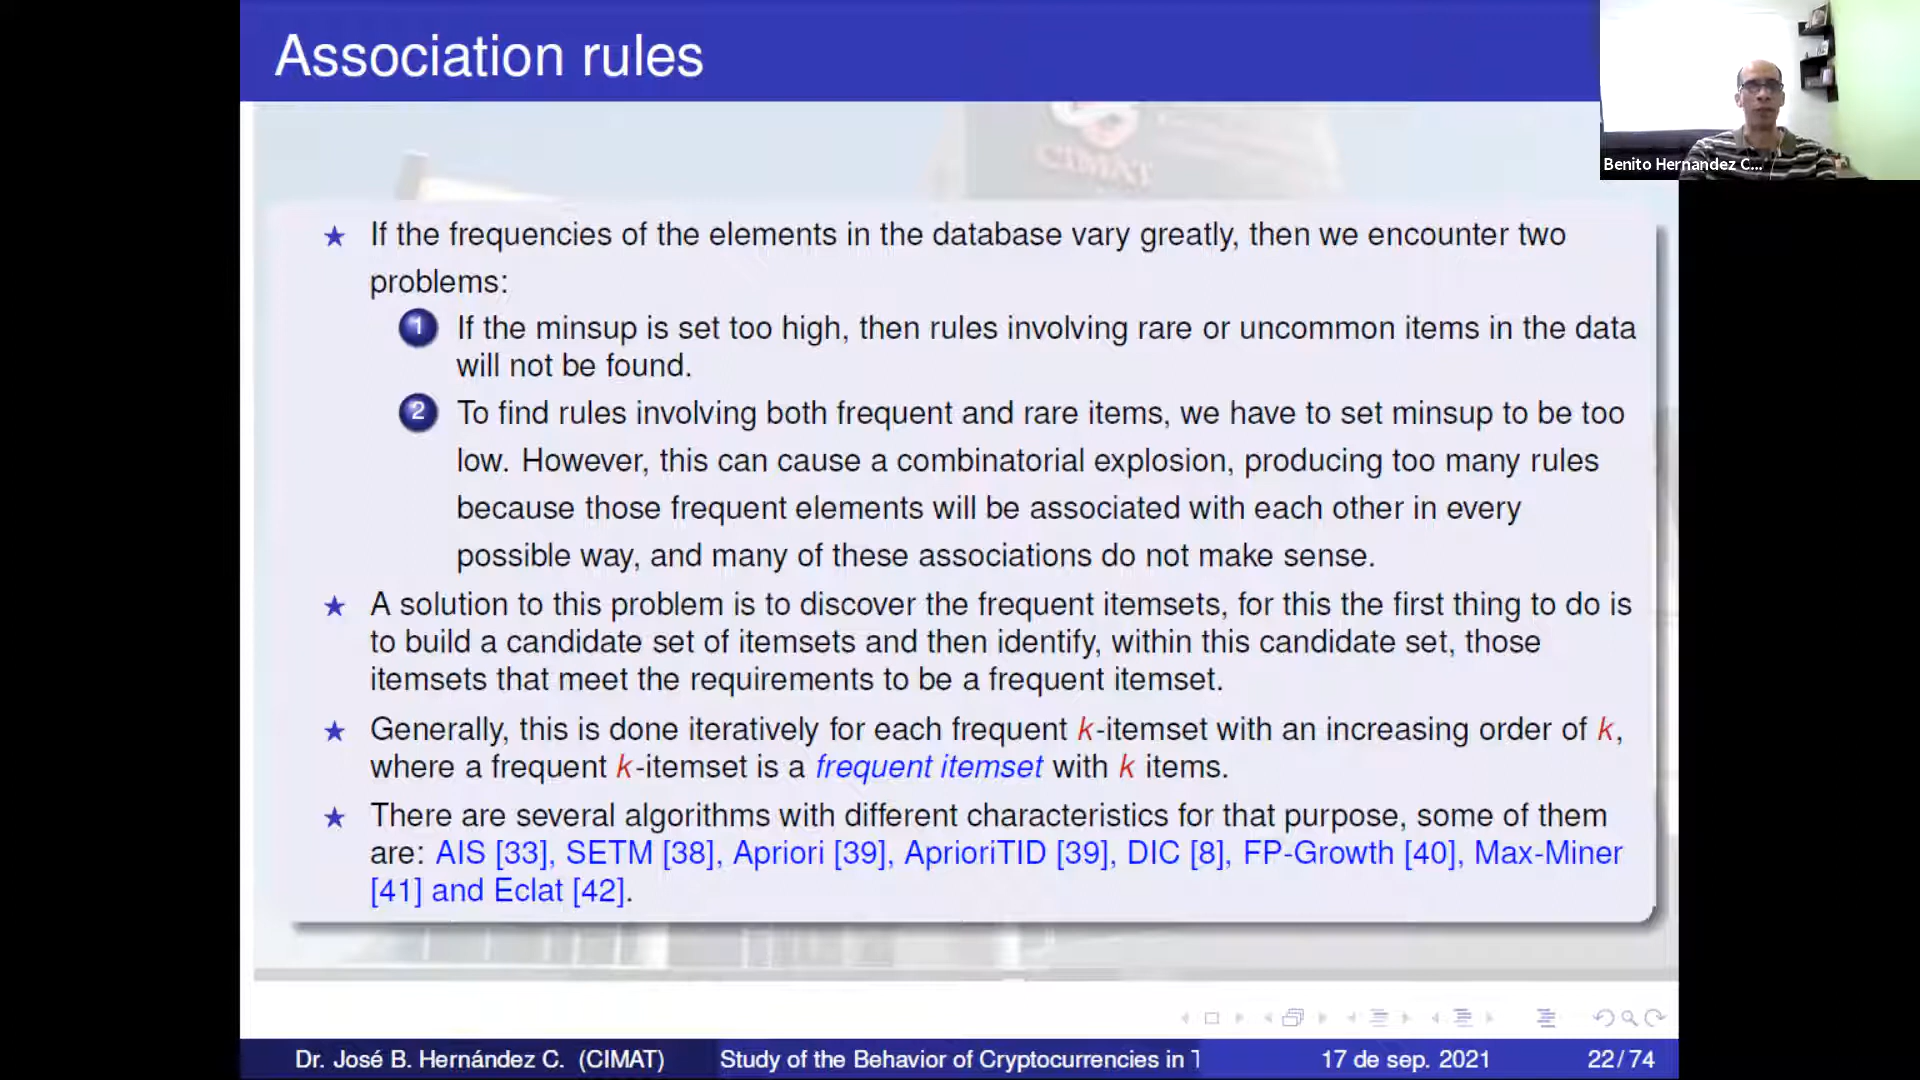 Association rules
CIMAT
Benito Hernandez C...
★ If the frequencies of the elements in the database vary greatly, then we encounter two
problems:
1 If the minsup is set too high, then rules involving rare or uncommon items in the data
will not be found.
2 To find rules involving both frequent and rare items, we have to set minsup to be too
low. However, this can cause a combinatorial explosion, producing too many rules
because those frequent elements will be associated with each other in every
possible way, and many of these associations do not make sense.
★ A solution to this problem is to discover the frequent itemsets, for this the first thing to do is
to build a candidate set of itemsets and then identify, within this candidate set, those
itemsets that meet the requirements to be a frequent itemset.
★ Generally, this is done iteratively for each frequent k-itemset with an increasing order of k,
where a frequent k-itemset is a frequent itemset with k items.
★ There are several algorithms with different characteristics for that purpose, some of them
are: AIS [33], SETM [38], Apriori [39], AprioriTID [39], DIC [8], FP-Growth [40], Max-Miner
[41] and Eclat [42].
Dr. José B. Hernández C. (CIMAT) Study of the Behavior of Cryptocurrencies in T 17 de sep. 2021 22/74